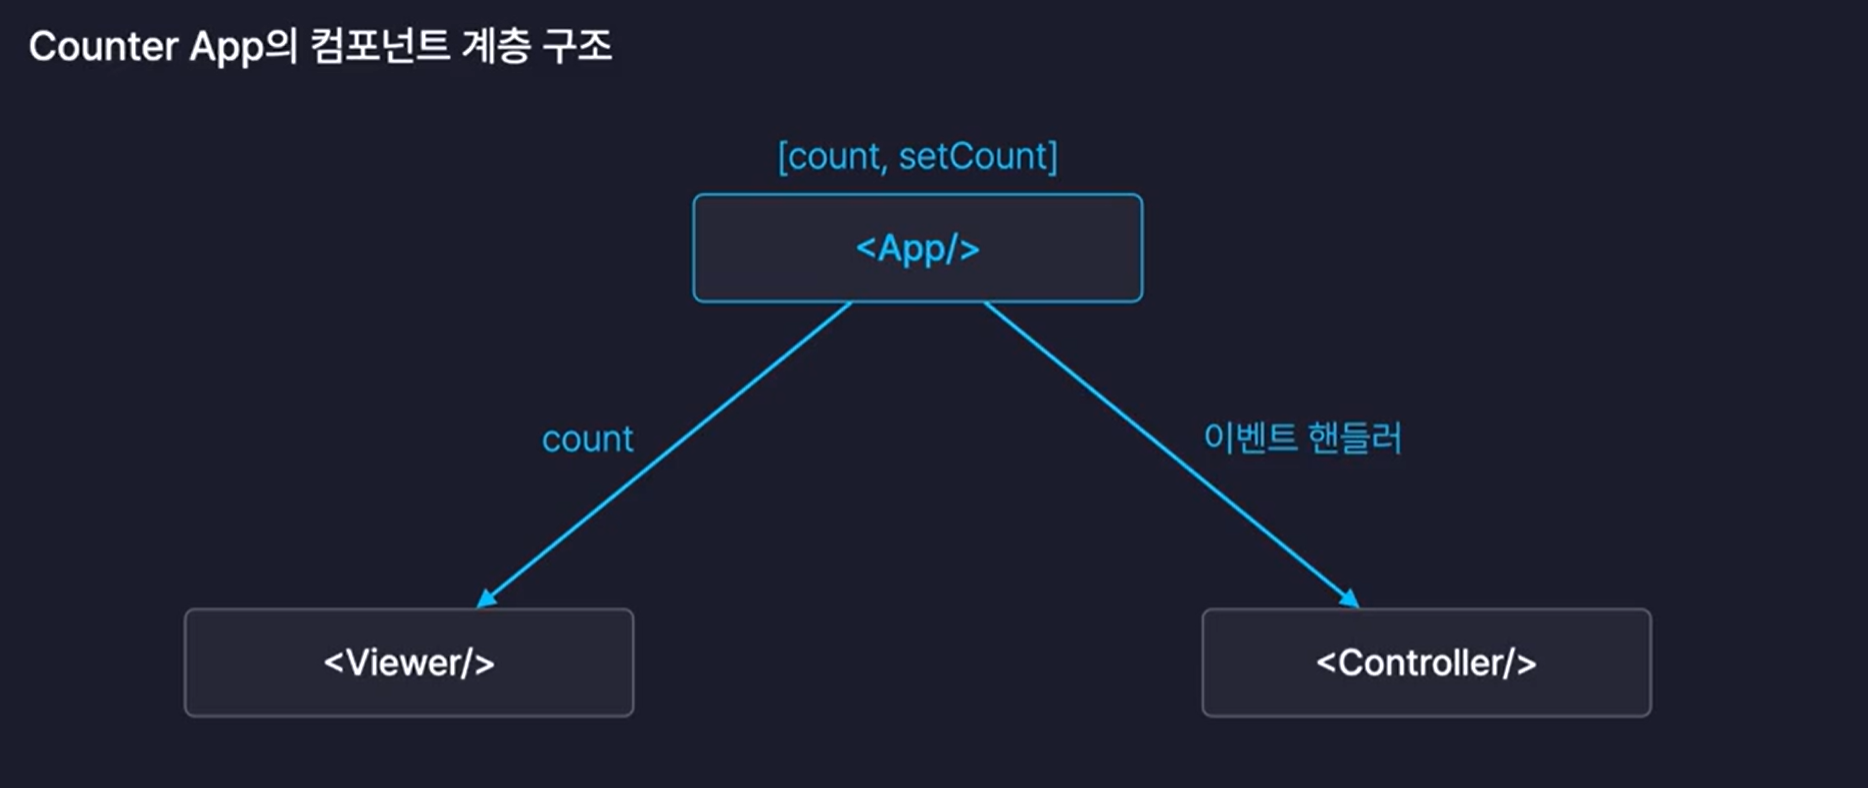 Counter App의 컴포넌트 계층 구조
[count, setCount]
<App/>
count
이벤트 핸들러
<Viewer/>
<Controller/>